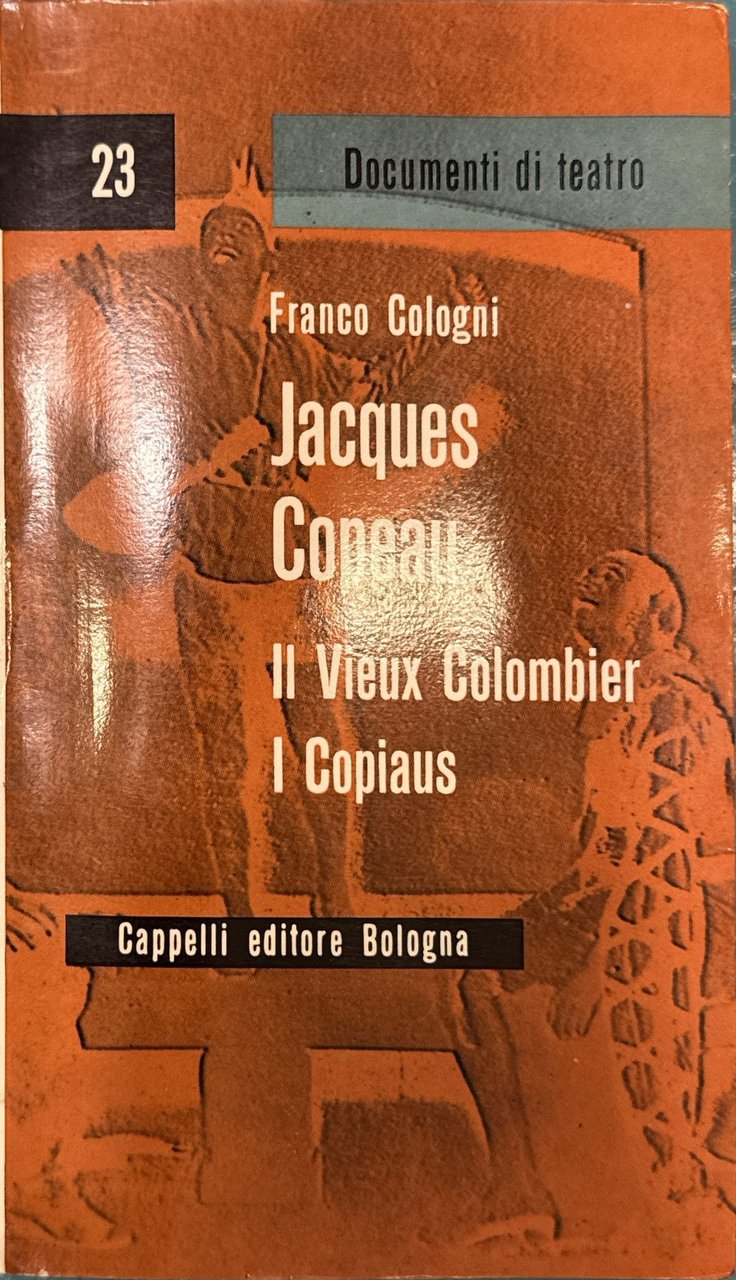 23
Documenti di teatro
Franco Cologni
Jacques
Copeau
Il Vieux Colombier
I Copiaus
Cappelli editore Bologna